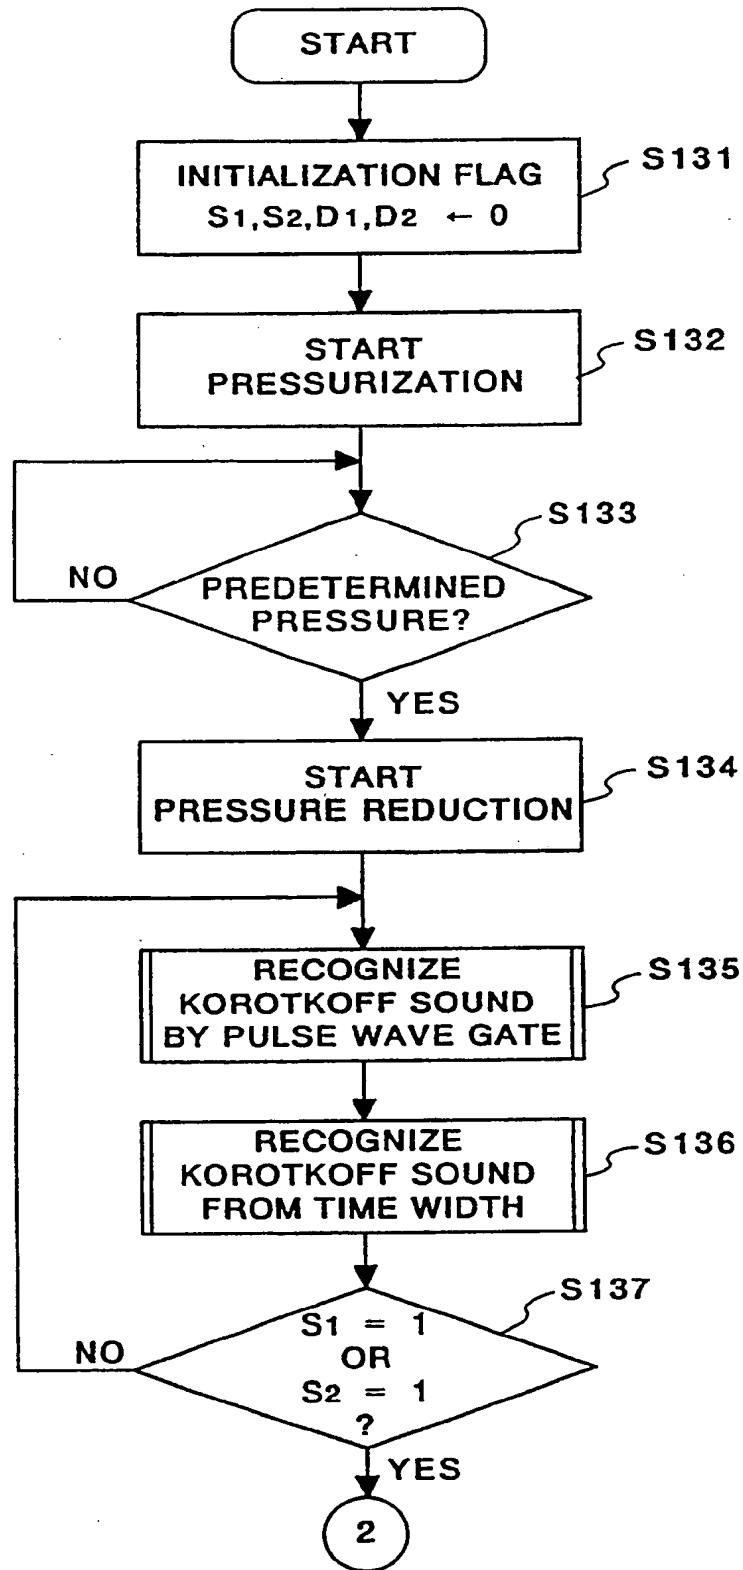 START
INITIALIZATION FLAG
S1,S2,D1,D2 ← 0
S131
START
PRESSURIZATION
S132
S133
NO
PREDETERMINED
PRESSURE?
YES
START
PRESSURE REDUCTION
S134
RECOGNIZE
KOROTKOFF SOUND
BY PULSE WAVE GATE
S135
RECOGNIZE
KOROTKOFF SOUND
FROM TIME WIDTH
S136
S137
S1 = 1
NO
OR
S2 = 1
?
YES
2